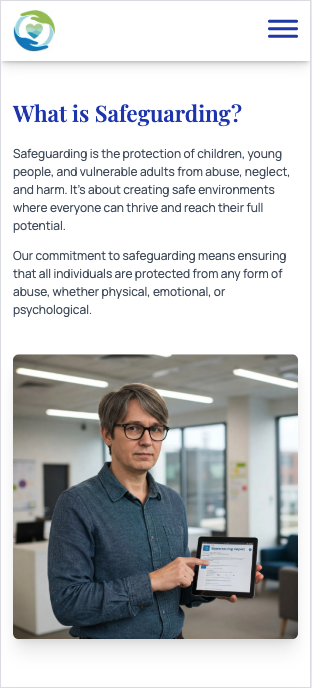 What is Safeguarding?
Safeguarding is the protection of children, young
people, and vulnerable adults from abuse, neglect,
and harm. It's about creating safe environments
where everyone can thrive and reach their full
potential.
Our commitment to safeguarding means ensuring
that all individuals are protected from any form of
abuse, whether physical, emotional, or
psychological.